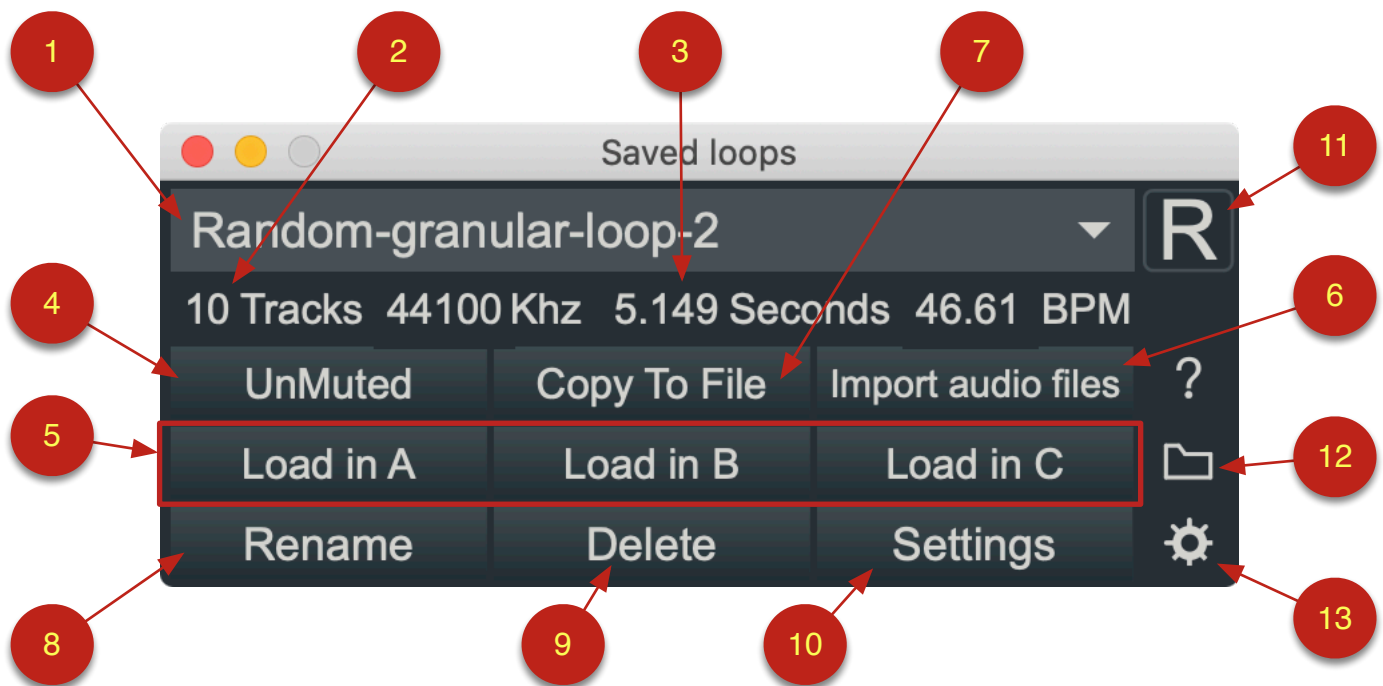 1 2 3 7
Saved loops
11
Random-granular-loop-2 R
4
10 Tracks 44100 Khz 5.149 Seconds 46.61 BPM
6
UnMuted Copy To File Import audio files ?
5
Load in A Load in B Load in C
12
Rename Delete Settings
13
8 9 10